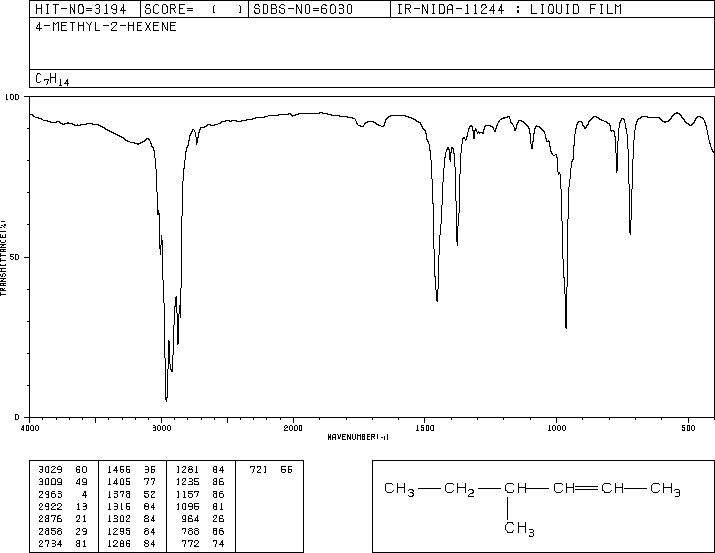 HIT-NO=3194 SCORE= ( ) SDBS-NO=6030 IR-NIDA-11244 : LIQUID FILM
4-METHYL-2-HEXENE
C7H14
100
50
0
TRANSMITTANCE(%)
4000 3000 2000 1500 1000 500
WAVENUMBER(-1)
3029 60 1456 36 1281 84 721 55
3009 49 1405 77 1235 86
2963 4 1378 52 1157 86
2922 13 1316 84 1095 81
2876 21 1302 84 964 26
2858 29 1295 84 788 86
2734 81 1286 84 772 74
CH3 CH2 CH CH CH CH3
CH3